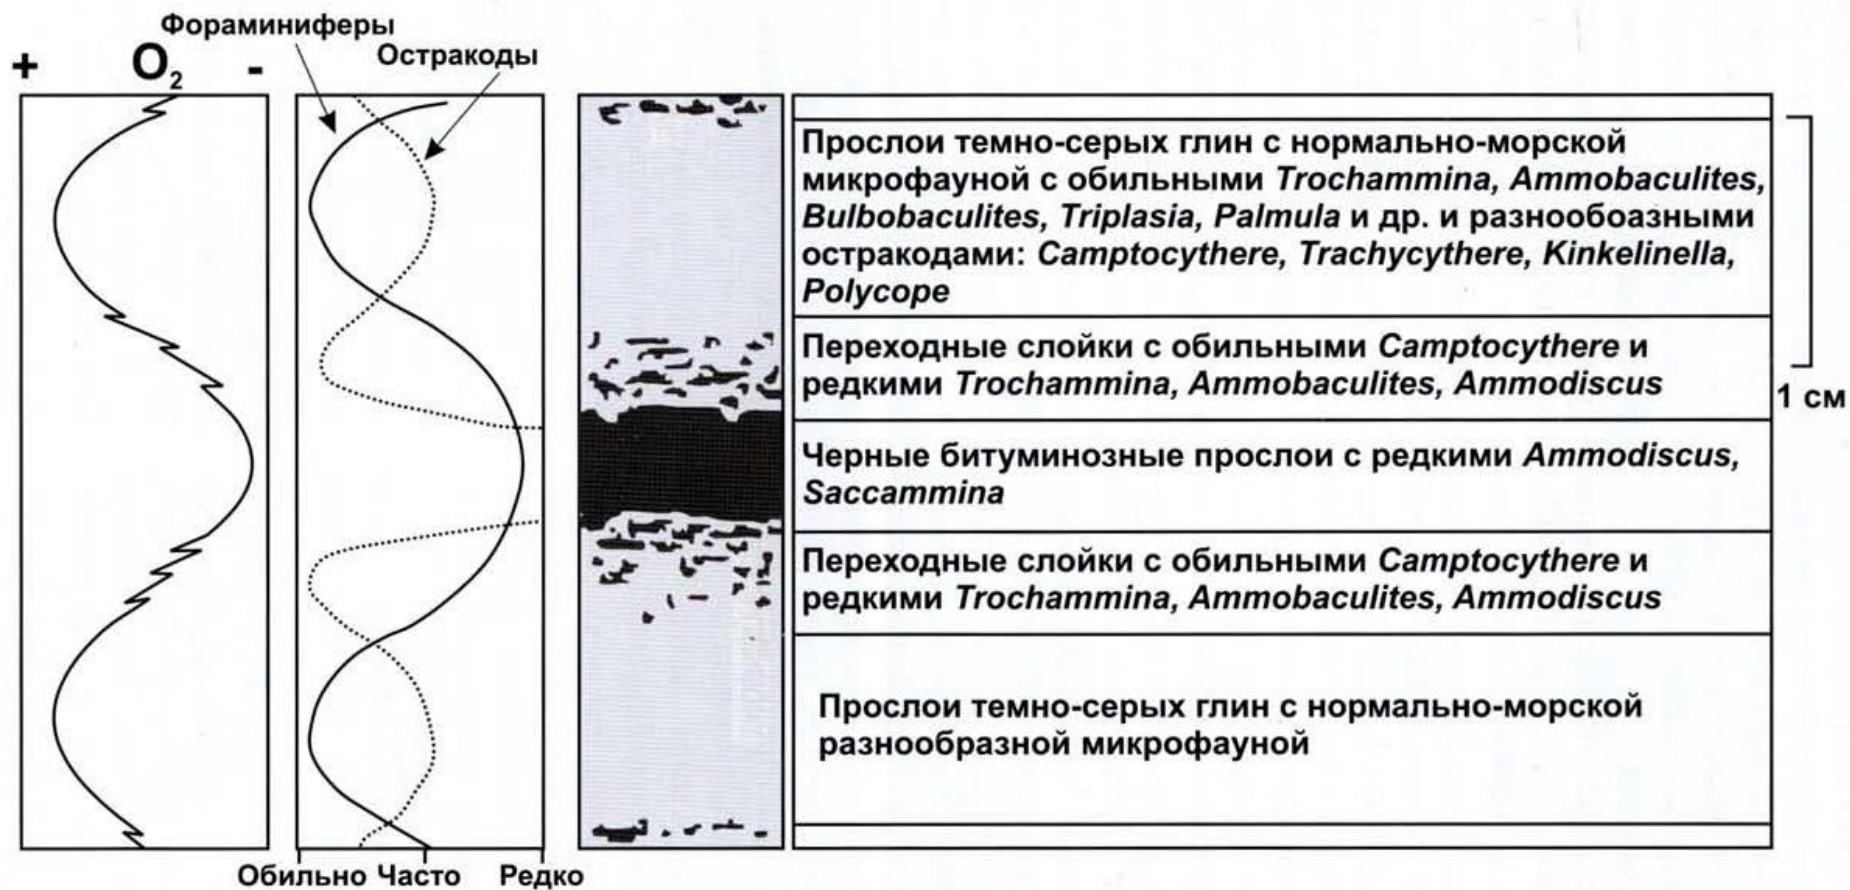 Фораминиферы
Остракоды
+ O2 -
Прослои темно-серых глин с нормально-морской
микрофауной с обильными Trochammina, Ammobaculites,
Bulbobaculites, Triplasia, Palmula и др. и разнообоазными
остракодами: Camptocythere, Trachycythere, Kinkelinella,
Polycope
Переходные слойки с обильными Camptocythere и
редкими Trochammina, Ammobaculites, Ammodiscus
1 см
Черные битуминозные прослои с редкими Ammodiscus,
Saccammina
Переходные слойки с обильными Camptocythere и
редкими Trochammina, Ammobaculites, Ammodiscus
Прослои темно-серых глин с нормально-морской
разнообразной микрофауной
Обильно Часто Редко